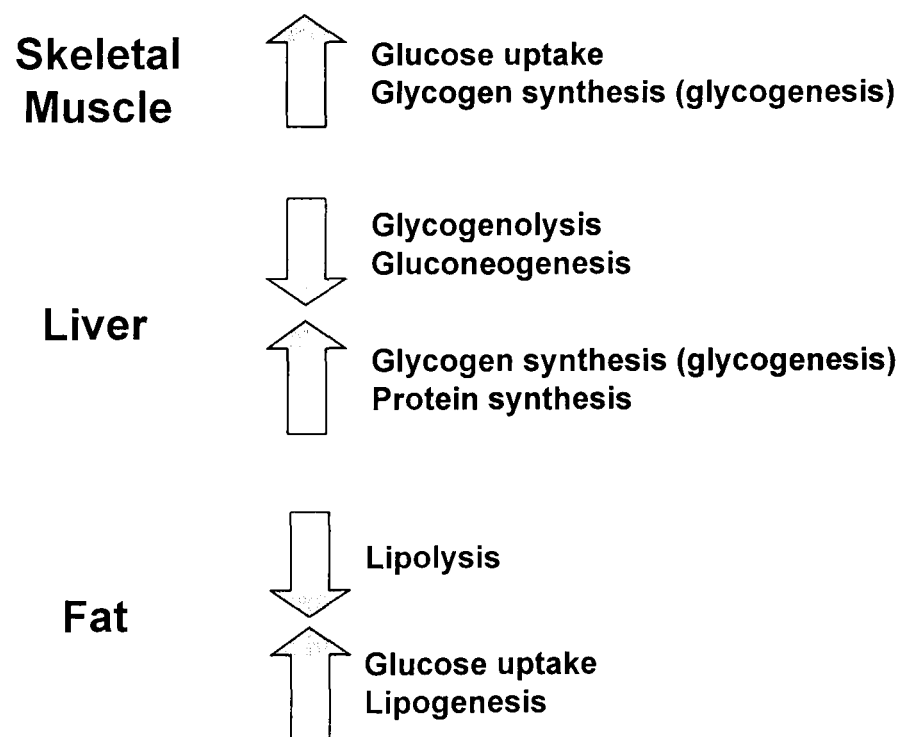 Skeletal
Muscle
Glucose uptake
Glycogen synthesis (glycogenesis)
Liver
Glycogenolysis
Gluconeogenesis
Glycogen synthesis (glycogenesis)
Protein synthesis
Fat
Lipolysis
Glucose uptake
Lipogenesis